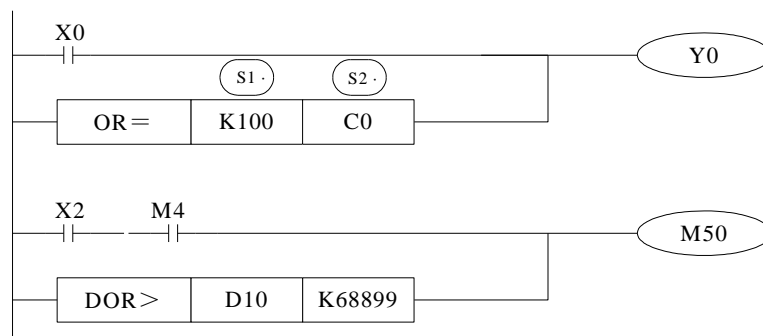 X0
Y0
S1· S2·
OR= K100 C0
X2 M4
M50
DOR> D10 K68899